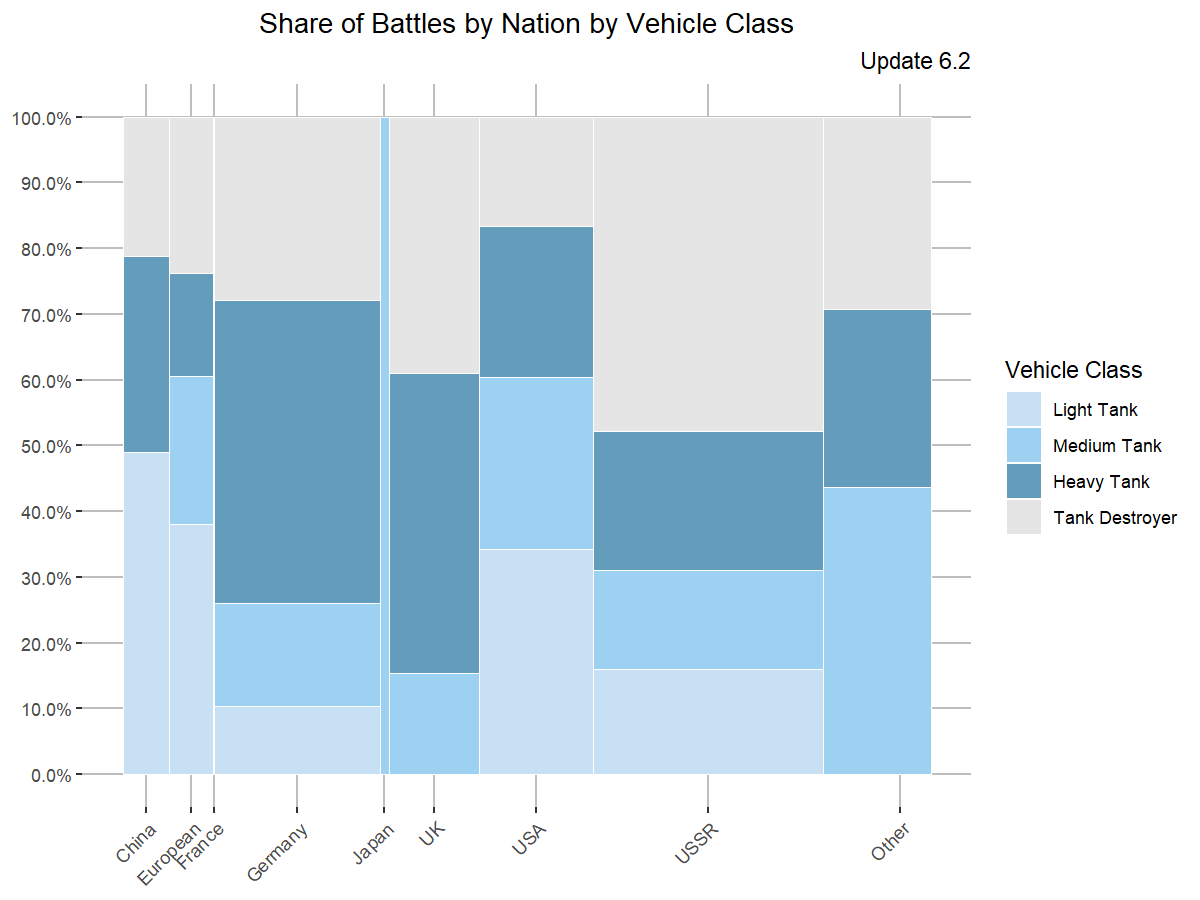 Share of Battles by Nation by Vehicle Class
Update 6.2
100.0%
90.0%
80.0%
70.0%
60.0%
50.0%
40.0%
30.0%
20.0%
10.0%
0.0%
China
European
France
Germany
Japan
UK
USA
USSR
Other
Vehicle Class
Light Tank
Medium Tank
Heavy Tank
Tank Destroyer